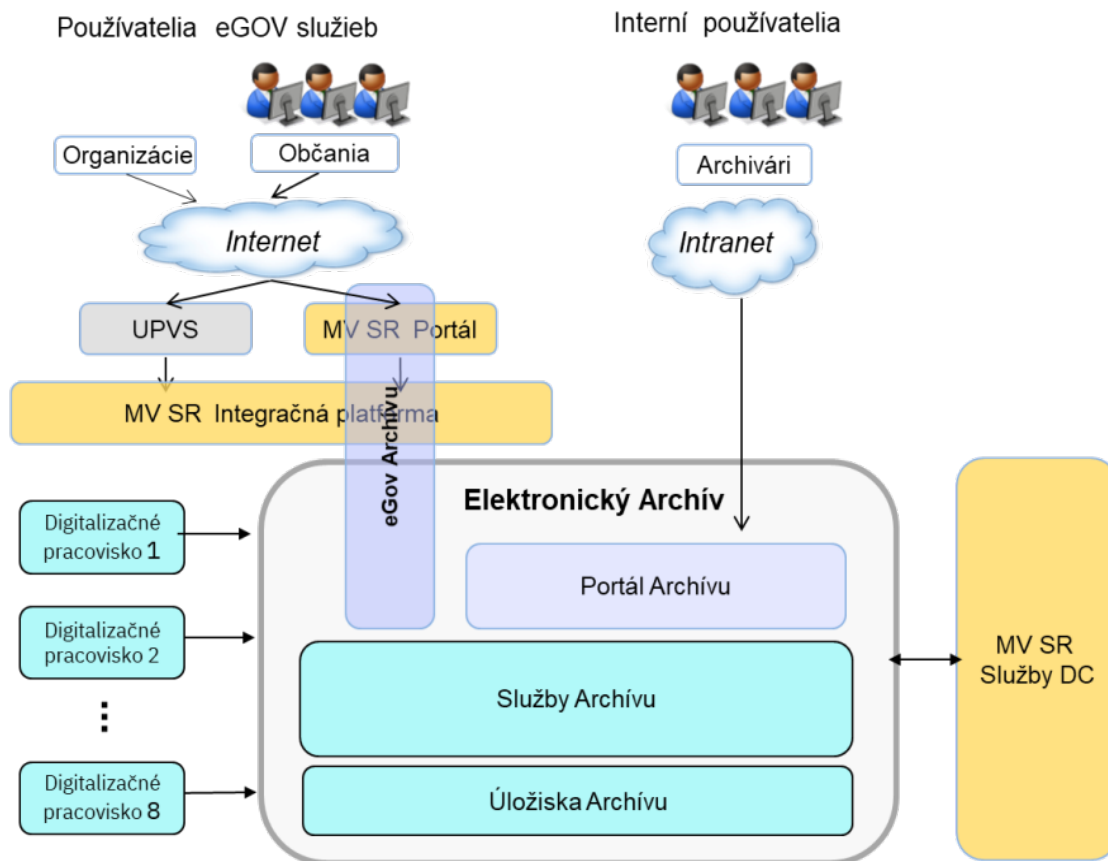 Používatelia eGOV služieb
Interní používatelia
Organizácie
Občania
Archivári
Internet
Intranet
UPVS
MV SR Portál
MV SR Integračná platforma
eGov Archívu
Elektronický Archív
Digitalizačné
pracovisko 1
Portál Archívu
Digitalizačné
pracovisko 2
MV SR
Služby DC
Služby Archívu
Digitalizačné
pracovisko 8
Úložiska Archívu